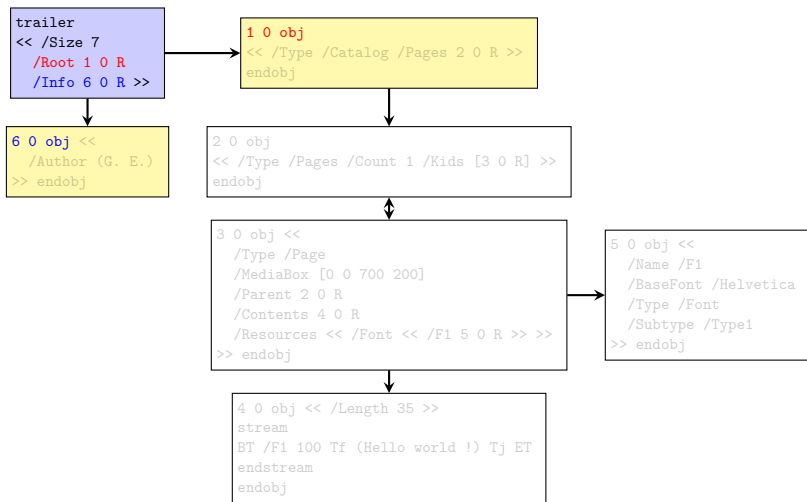 trailer
<< /Size 7
/Root 1 0 R
/Info 6 0 R >>
1 0 obj
<< /Type /Catalog /Pages 2 0 R >>
endobj
6 0 obj <<
/Author (G. E.)
>> endobj
2 0 obj
<< /Type /Pages /Count 1 /Kids [3 0 R] >>
endobj
3 0 obj <<
/Type /Page
/MediaBox [0 0 700 200]
/Parent 2 0 R
/Contents 4 0 R
/Resources << /Font << /F1 5 0 R >> >>
>> endobj
5 0 obj <<
/Name /F1
/BaseFont /Helvetica
/Type /Font
/Subtype /Type1
>> endobj
4 0 obj << /Length 35 >>
stream
BT /F1 100 Tf (Hello world !) Tj ET
endstream
endobj